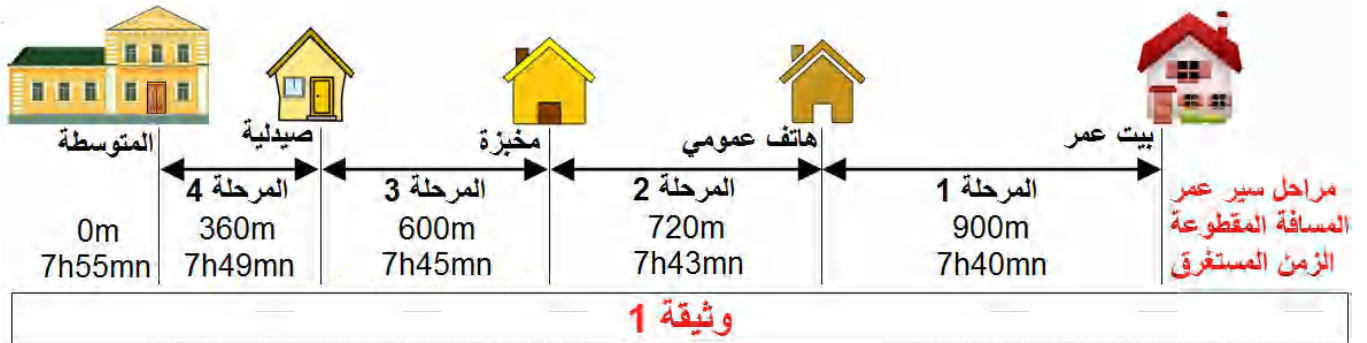 بيت عمر هاتف عمومي مخبزة صيدلية المتوسطة
مراحل سير عمر المرحلة 1 المرحلة 2 المرحلة 3 المرحلة 4
المسافة المقطوعة 900m 720m 600m 360m 0m
الزمن المستغرق 7h40mn 7h43mn 7h45mn 7h49mn 7h55mn
وثيقة 1